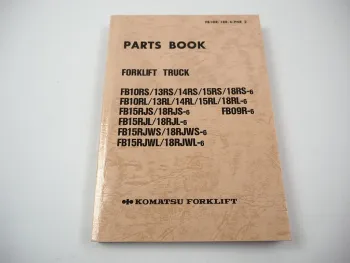 PARTS BOOK
FORKLIFT TRUCK
FB10RS/13RS/14RS/15RS/18RS-6
FB10RL/13RL/14RL/15RL/18RL-6
FB15RJS/18RJS-6 FB09R-6
FB15RJL/18RJL-6
FB15RJWS/18RJWS-6
FB15RJWL/18RJWL-6
KOMATSU FORKLIFT